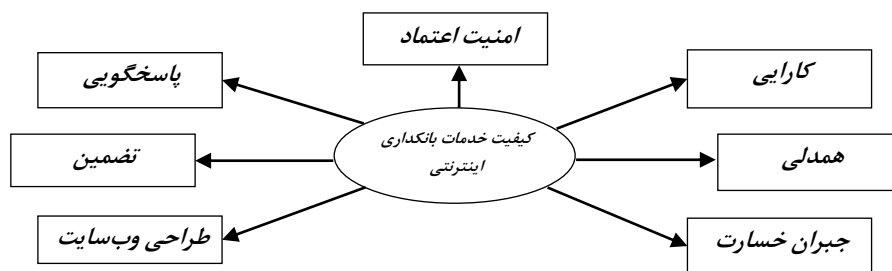 امنیت اعتماد
کارایی
پاسخگویی
کیفیت خدمات بانکداری
اینترنتی
همدلی
تضمین
جبران خسارت
طراحی وب‌سایت